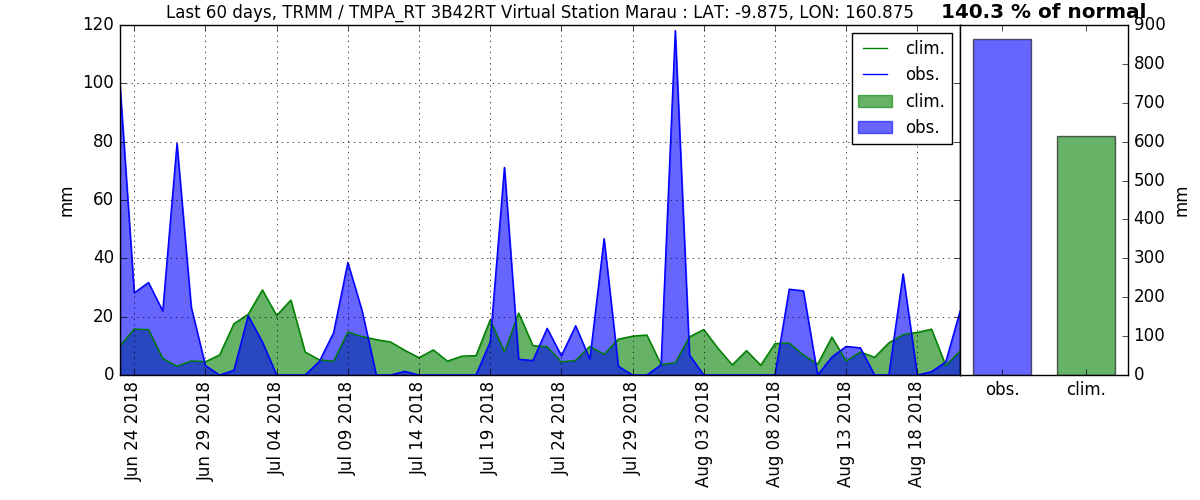 Last 60 days, TRMM / TMPA_RT 3B42RT Virtual Station Marau : LAT: -9.875, LON: 160.875
140.3 % of normal
120
100
80
60
40
20
0
mm
clim.
obs.
clim.
obs.
900
800
700
600
500
400
300
200
100
0
mm
obs.
clim.
Jun 24 2018
Jun 29 2018
Jul 04 2018
Jul 09 2018
Jul 14 2018
Jul 19 2018
Jul 24 2018
Jul 29 2018
Aug 03 2018
Aug 08 2018
Aug 13 2018
Aug 18 2018